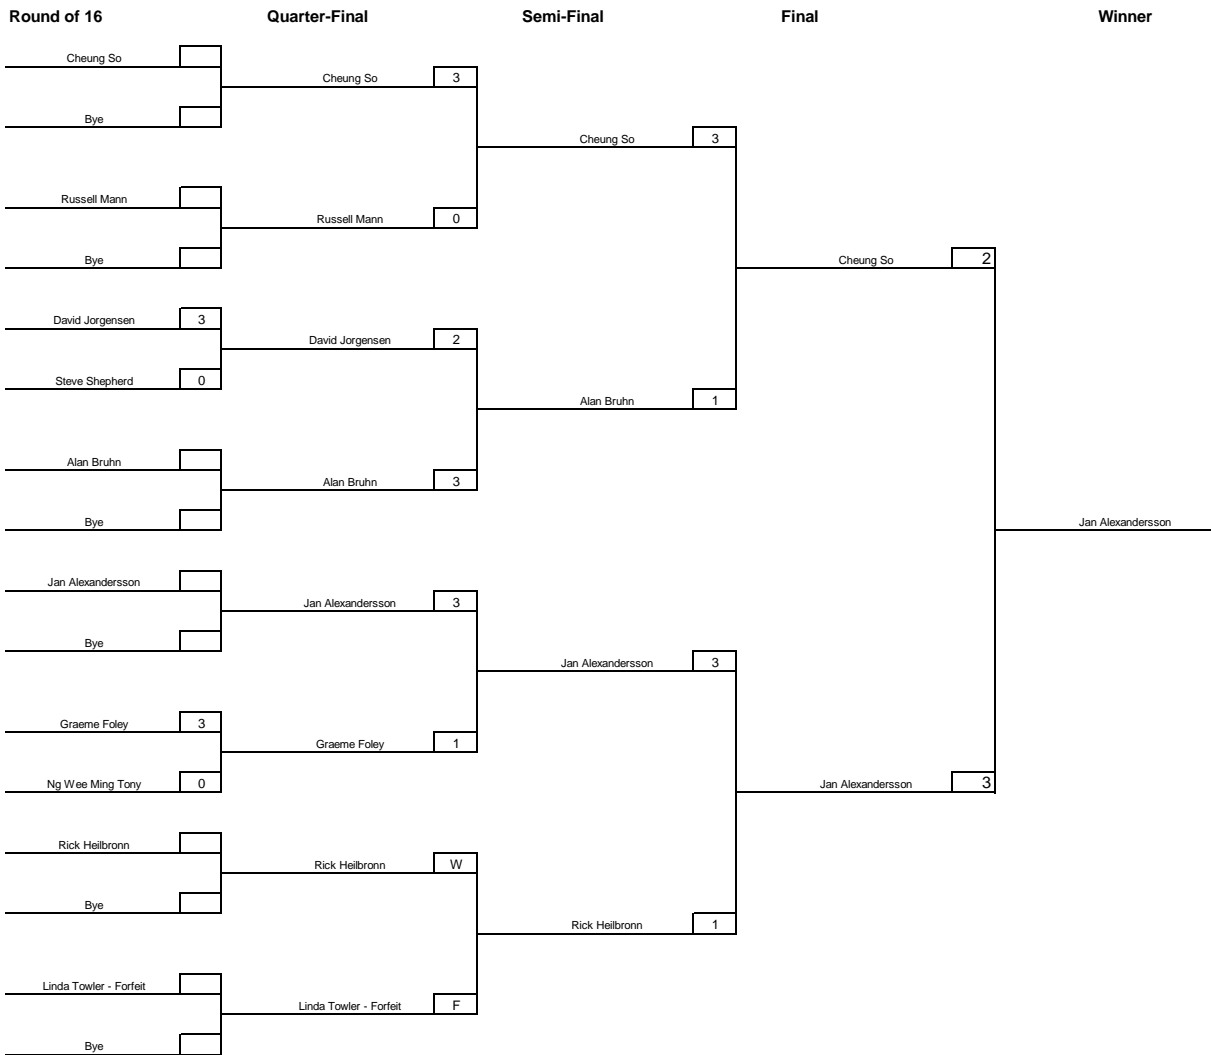 Round of 16 Quarter-Final Semi-Final Final Winner
Cheung So
Cheung So 3
Bye
Cheung So 3
Russell Mann
Russell Mann 0
Bye
Cheung So 2
David Jorgensen 3
David Jorgensen 2
Steve Shepherd 0
Alan Bruhn 1
Alan Bruhn
Alan Bruhn 3
Bye
Jan Alexandersson
Jan Alexandersson
Jan Alexandersson 3
Bye
Jan Alexandersson 3
Graeme Foley 3
Graeme Foley 1
Ng Wee Ming Tony 0
Jan Alexandersson 3
Rick Heilbronn
Rick Heilbronn W
Bye
Rick Heilbronn 1
Linda Towler - Forfeit
Linda Towler - Forfeit F
Bye